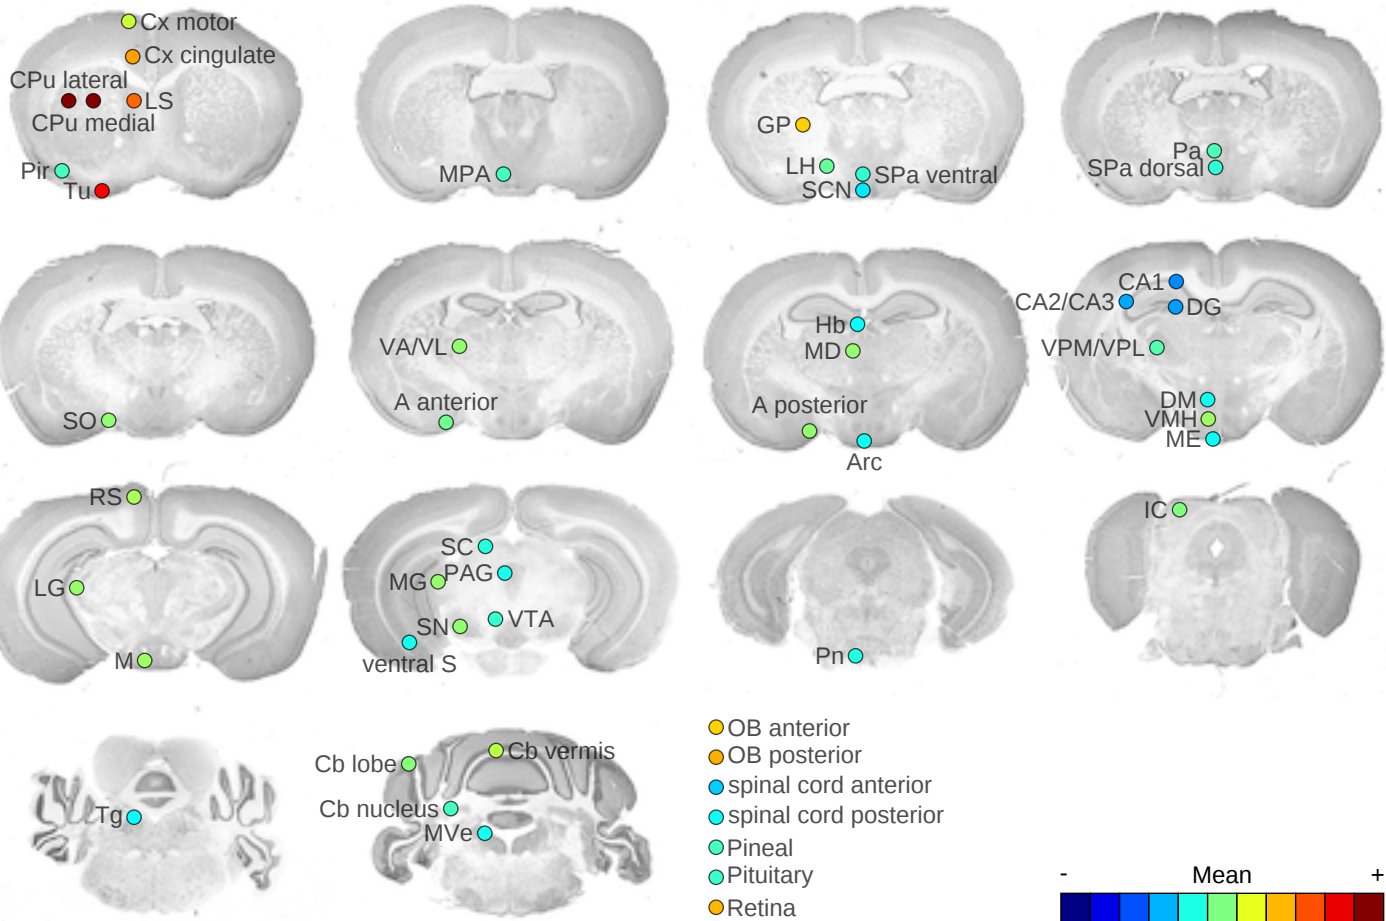 Cx motor
Cx cingulate
CPu lateral
LS
CPu medial
Pir
Tu
MPA
GP
LH
SPa ventral
SCN
Pa
SPa dorsal
SO
VA/VL
A anterior
Hb
MD
A posterior
Arc
CA1
CA2/CA3
DG
VPM/VPL
DM
VMH
ME
RS
LG
M
SC
PAG
MG
VTA
SN
ventral S
Pn
IC
Tg
Cb vermis
Cb lobe
Cb nucleus
MVe
OB anterior
OB posterior
spinal cord anterior
spinal cord posterior
Pineal
Pituitary
Retina
- Mean +